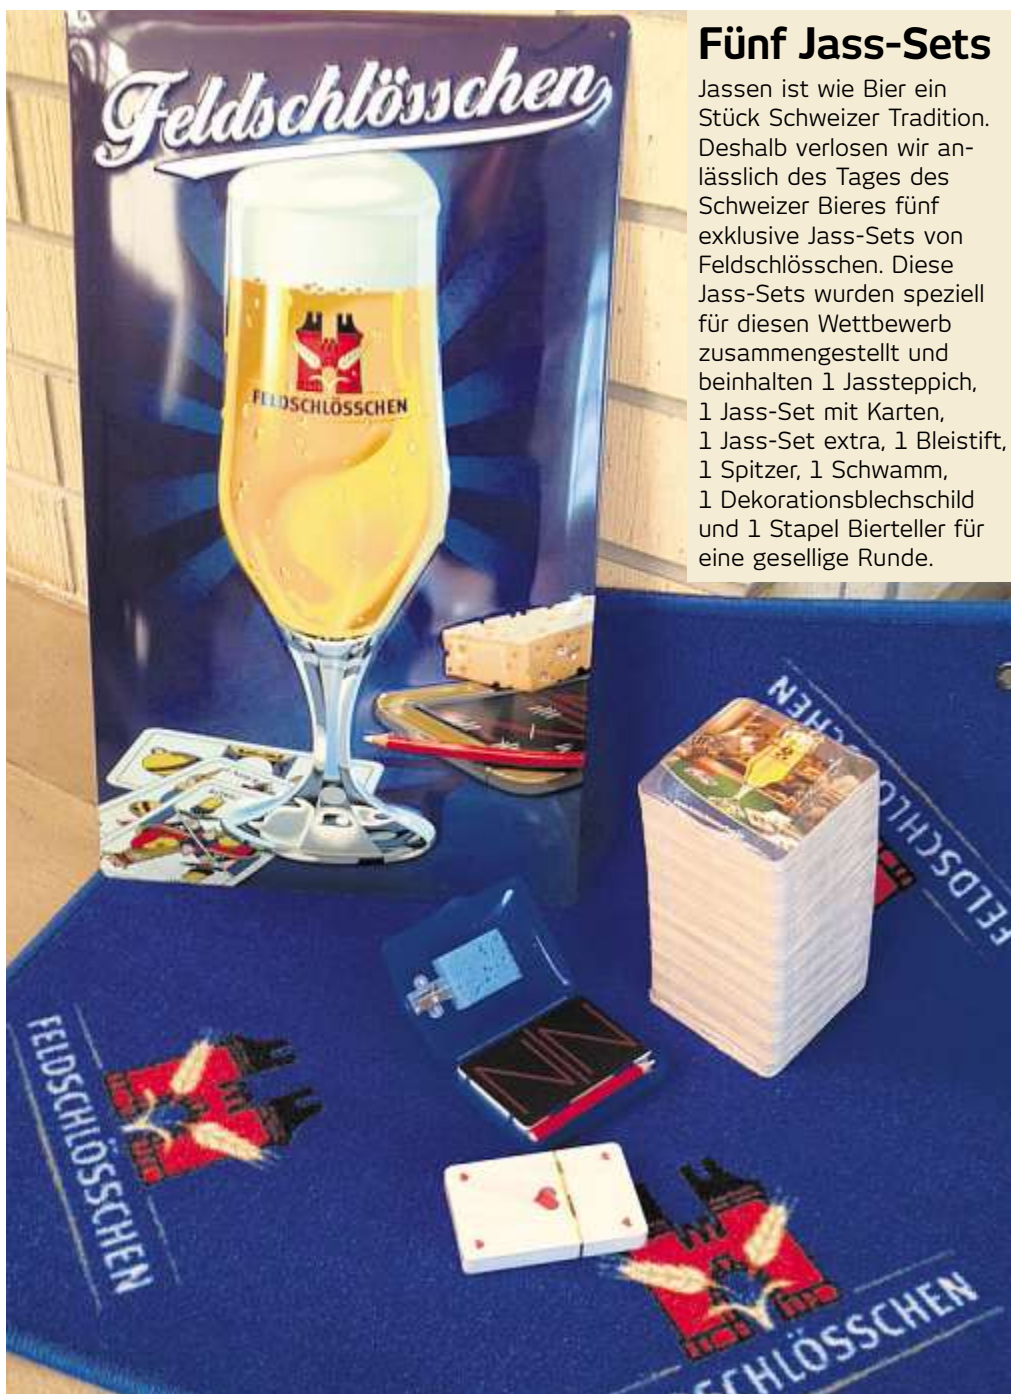 Fünf Jass-Sets
Jassen ist wie Bier ein
Stück Schweizer Tradition.
Deshalb verlosen wir an-
lässlich des Tages des
Schweizer Bieres fünf
exklusive Jass-Sets von
Feldschlösschen. Diese
Jass-Sets wurden speziell
für diesen Wettbewerb
zusammengestellt und
beinhalten 1 Jassteppich,
1 Jass-Set mit Karten,
1 Jass-Set extra, 1 Bleistift,
1 Spitzer, 1 Schwamm,
1 Dekorationsblechschild
und 1 Stapel Bierteller für
eine gesellige Runde.
Feldschlösschen
FELDSCHLÖSSCHEN
FELDSCHLÖSSCHEN
FELDSCHLÖSSCHEN
CHLÖSSCHEN